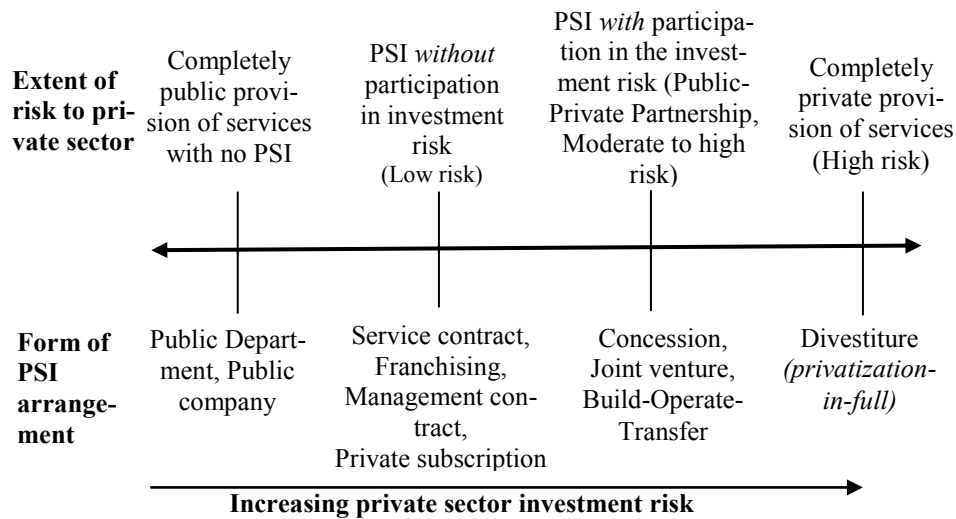 Extent of
risk to pri-
vate sector
Completely
public provi-
sion of services
with no PSI
PSI without
participation
in investment
risk
(Low risk)
PSI with participa-
tion in the invest-
ment risk (Public-
Private Partnership,
Moderate to high
risk)
Completely
private provi-
sion of services
(High risk)
Form of
PSI
arrange-
ment
Public Depart-
ment, Public
company
Service contract,
Franchising,
Management con-
tract,
Private subscription
Concession,
Joint venture,
Build-Operate-
Transfer
Divestiture
(privatization-
in-full)
Increasing private sector investment risk